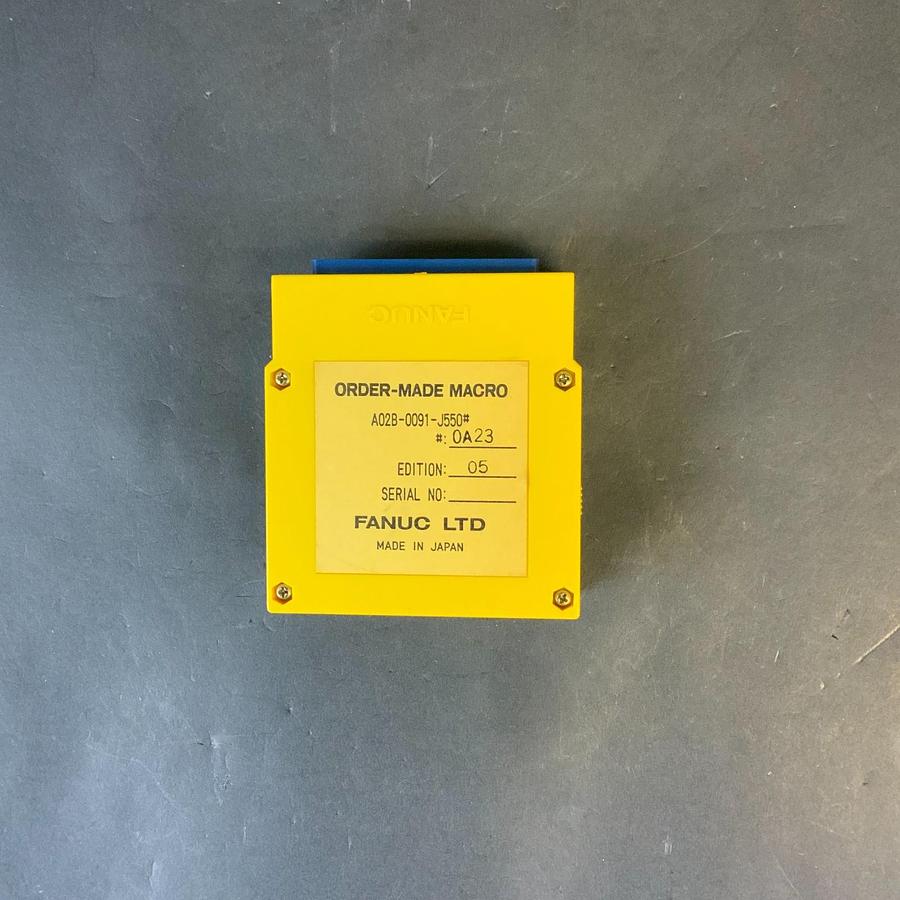 FANUC
ORDER-MADE MACRO
A02B-0091-J550#
#: 0A23
EDITION: 05
SERIAL NO:
FANUC LTD
MADE IN JAPAN